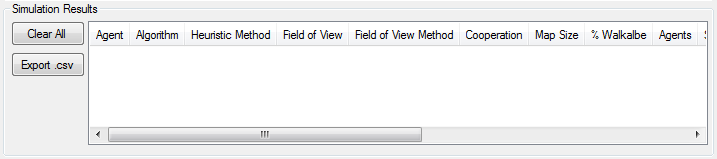 Simulation Results
Clear All
Export .csv
Agent Algorithm Heuristic Method Field of View Field of View Method Cooperation Map Size % Walkalbe Agents